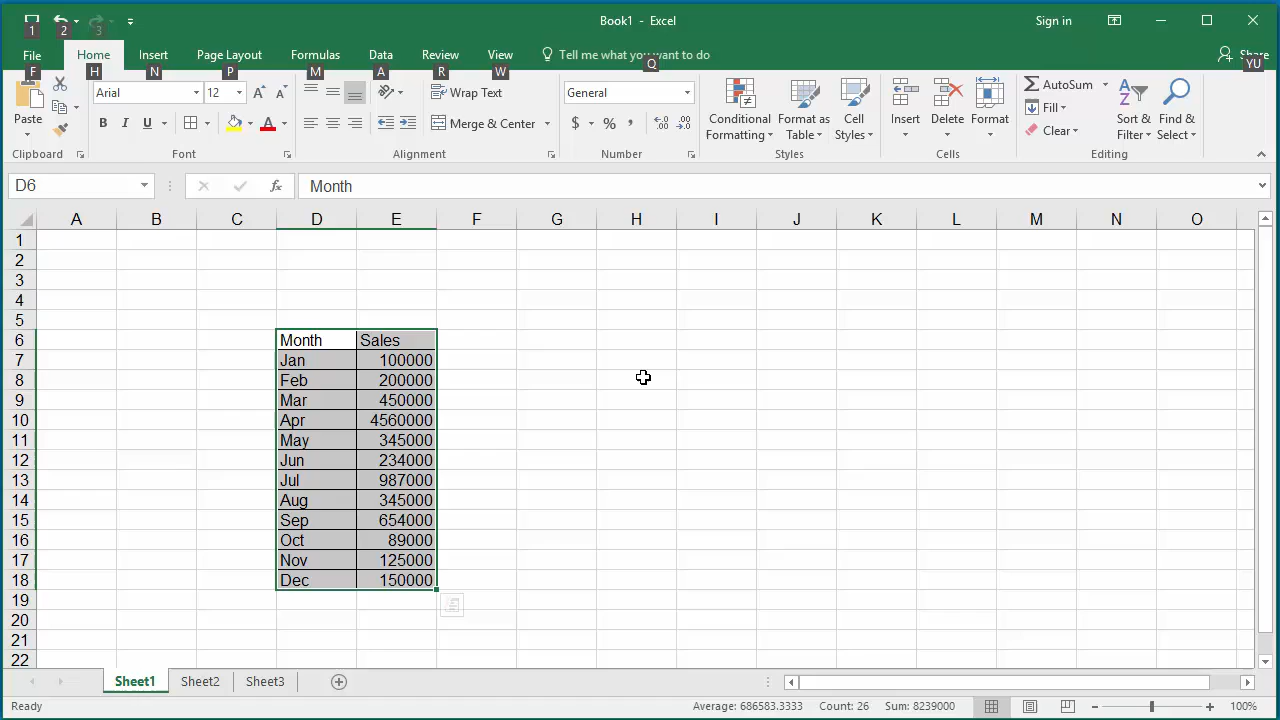 Book1 - Excel
Sign in
1 2 3
File Home Insert Page Layout Formulas Data Review View Tell me what you want to do Share
F H N P M A R W Q YU
Arial 12 Wrap Text General AutoSum
Paste B I U Merge & Center $ % , Conditional Formatting Format as Table Cell Styles Insert Delete Format Fill Clear Sort & Filter Find & Select
Clipboard Font Alignment Number Styles Cells Editing
D6 fx Month
A B C D E F G H I J K L M N O
1
2
3
4
5
6 Month Sales
7 Jan 100000
8 Feb 200000
9 Mar 450000
10 Apr 4560000
11 May 345000
12 Jun 234000
13 Jul 987000
14 Aug 345000
15 Sep 654000
16 Oct 89000
17 Nov 125000
18 Dec 150000
19
20
21
22
Sheet1 Sheet2 Sheet3
Ready Average: 686583.3333 Count: 26 Sum: 8239000 100%